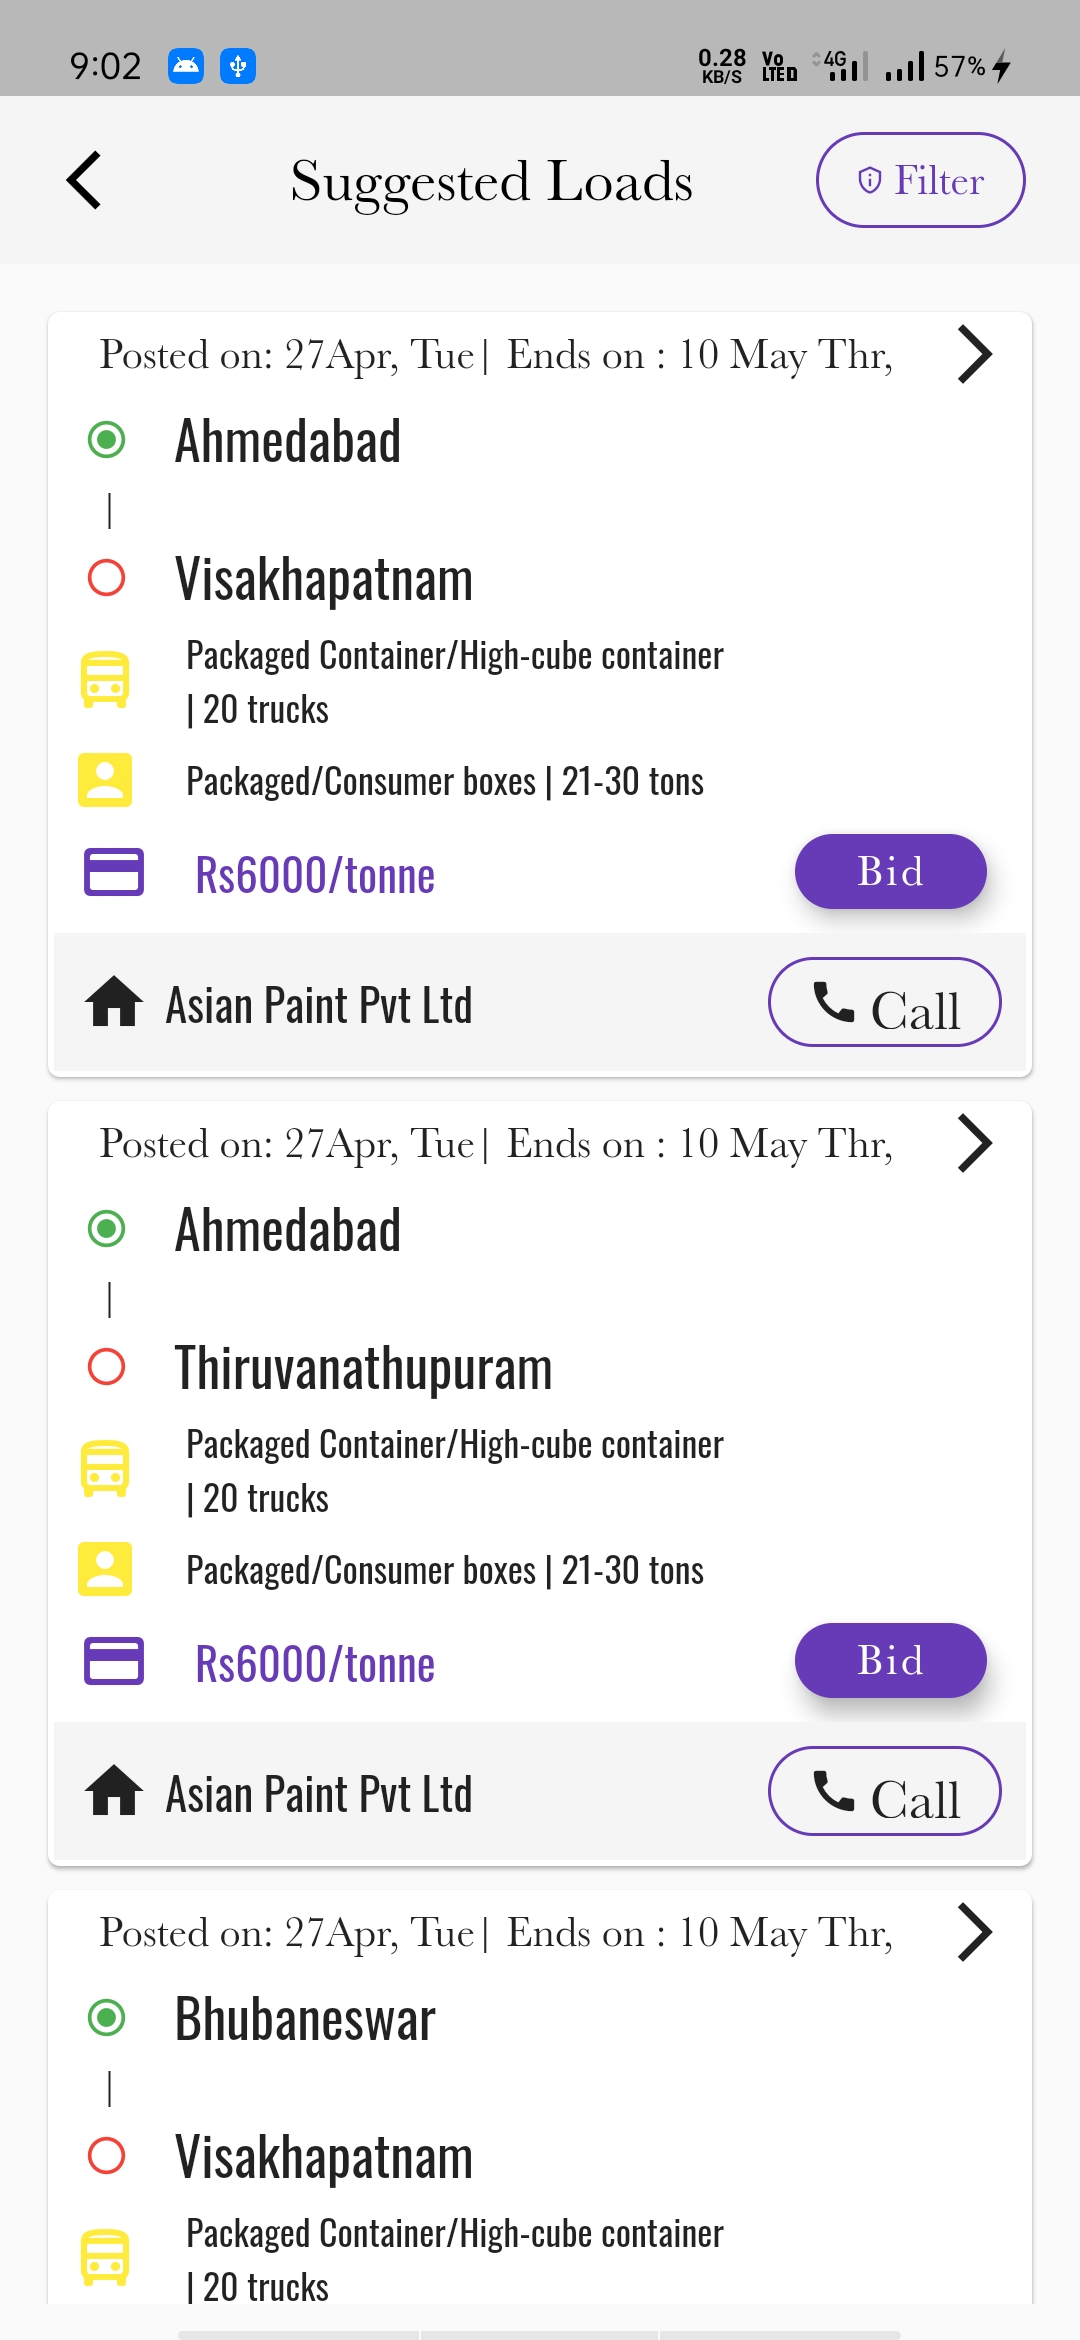 9:02
0.28 KB/S Vo LTE 4G 57%
Suggested Loads
Filter
Posted on: 27Apr, Tue| Ends on : 10 May Thr,
Ahmedabad
|
Visakhapatnam
Packaged Container/High-cube container
| 20 trucks
Packaged/Consumer boxes | 21-30 tons
Rs6000/tonne
Bid
Asian Paint Pvt Ltd
Call
Posted on: 27Apr, Tue| Ends on : 10 May Thr,
Ahmedabad
|
Thiruvanathupuram
Packaged Container/High-cube container
| 20 trucks
Packaged/Consumer boxes | 21-30 tons
Rs6000/tonne
Bid
Asian Paint Pvt Ltd
Call
Posted on: 27Apr, Tue| Ends on : 10 May Thr,
Bhubaneswar
|
Visakhapatnam
Packaged Container/High-cube container
| 20 trucks